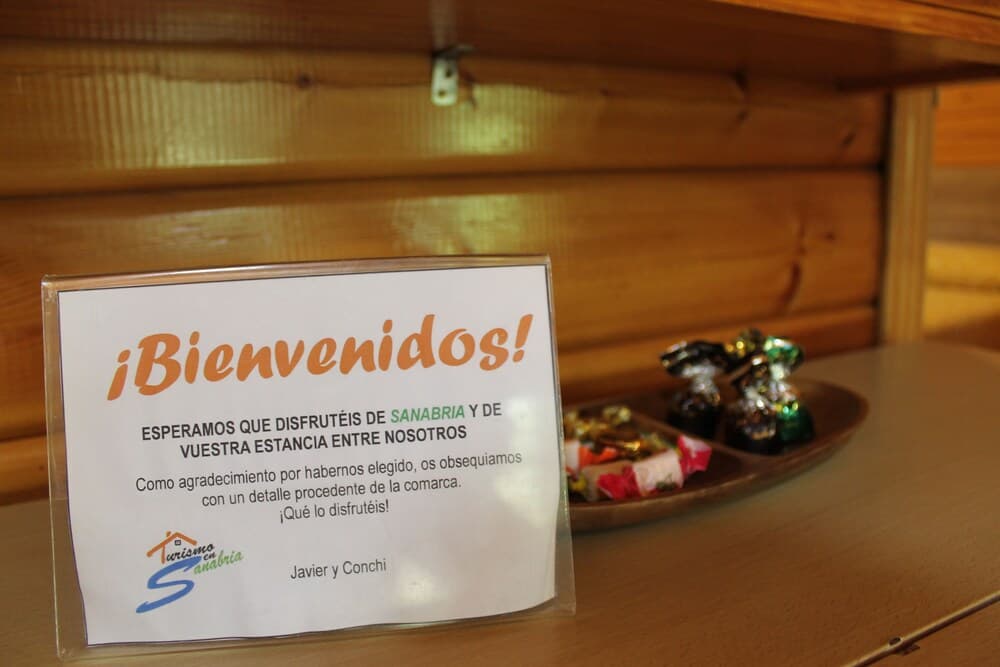 ¡Bienvenidos!
ESPERAMOS QUE DISFRUTÉIS DE SANABRIA Y DE
VUESTRA ESTANCIA ENTRE NOSOTROS
Como agradecimiento por habernos elegido, os obsequiamos
con un detalle procedente de la comarca.
¡Qué lo disfrutéis!
Turismo
en
Sanabria
Javier y Conchi